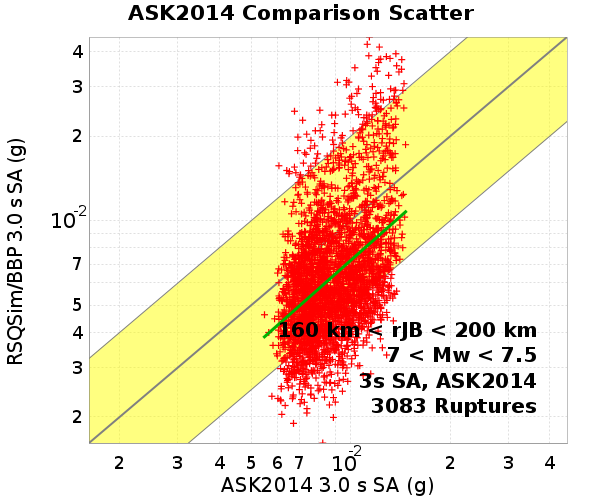 ASK2014 Comparison Scatter
4
3
2
10-2
7
5
4
3
2
RSQSim/BBP 3.0 s SA (g)
160 km < rJB < 200 km
7 < Mw < 7.5
3s SA, ASK2014
3083 Ruptures
2 3 4 5 6 7 10-2 2 3 4
ASK2014 3.0 s SA (g)